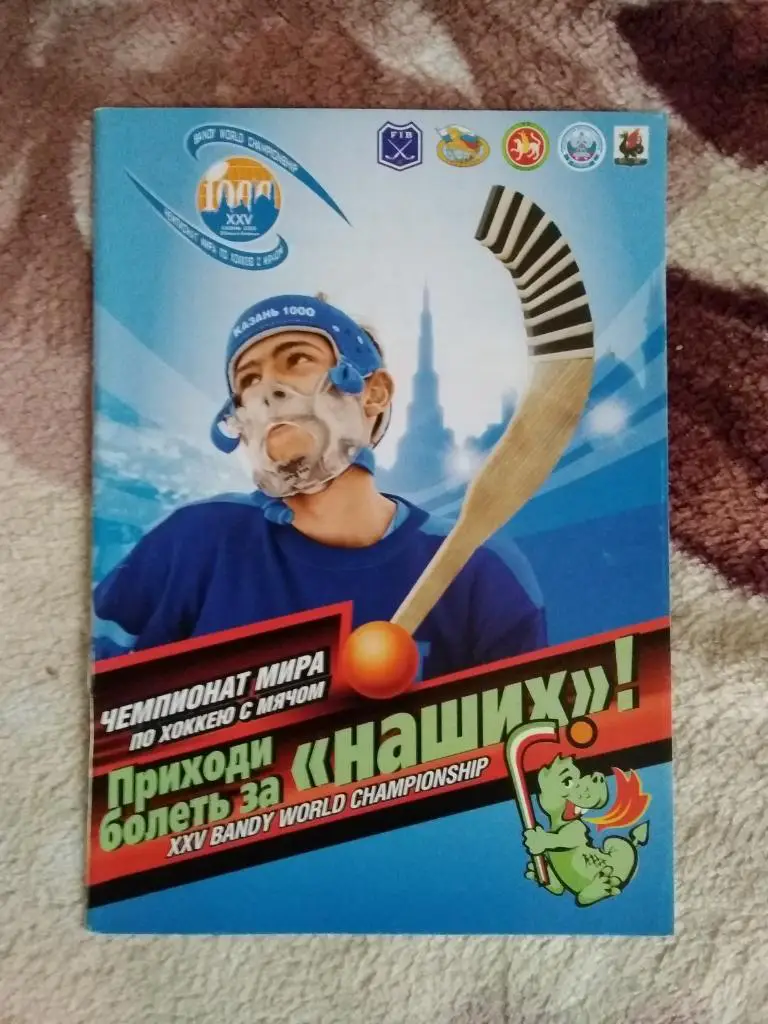 BANDY WORLD CHAMPIONSHIP
1000
XXV
ЧЕМПИОНАТ МИРА ПО ХОККЕЮ С МЯЧОМ
FIB
КАЗАНЬ 1000
ЧЕМПИОНАТ МИРА
ПО ХОККЕЮ С МЯЧОМ
Приходи
болеть за «наших»!
XXV BANDY WORLD CHAMPIONSHIP